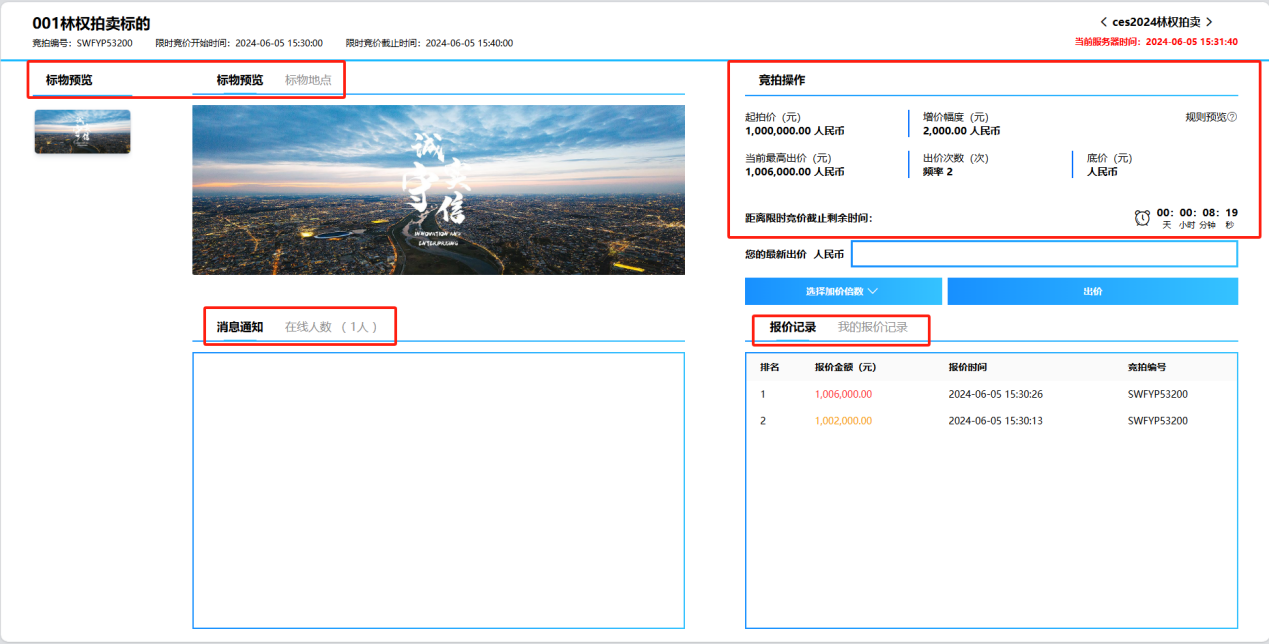 001林权拍卖标的
竞拍编号：SWFYP53200 限时竞价开始时间：2024-06-05 15:30:00 限时竞价截止时间：2024-06-05 15:40:00
< ces2024林权拍卖 >
当前服务器时间：2024-06-05 15:31:40
标物预览
标物预览 标物地点
诚实守信
INNOVATION AND
ENTERPRISING
消息通知 在线人数 （ 1人 ）
竞拍操作
起拍价（元） 增价幅度（元） 规则预览?
1,000,000.00 人民币 2,000.00 人民币
当前最高出价（元） 出价次数（次） 底价（元）
1,006,000.00 人民币 频率 2 人民币
距离限时竞价截止剩余时间： 00: 00: 08: 19
天 小时 分钟 秒
您的最新出价 人民币
选择加价倍数 出价
报价记录 我的报价记录
排名 报价金额（元） 报价时间 竞拍编号
1 1,006,000.00 2024-06-05 15:30:26 SWFYP53200
2 1,002,000.00 2024-06-05 15:30:13 SWFYP53200